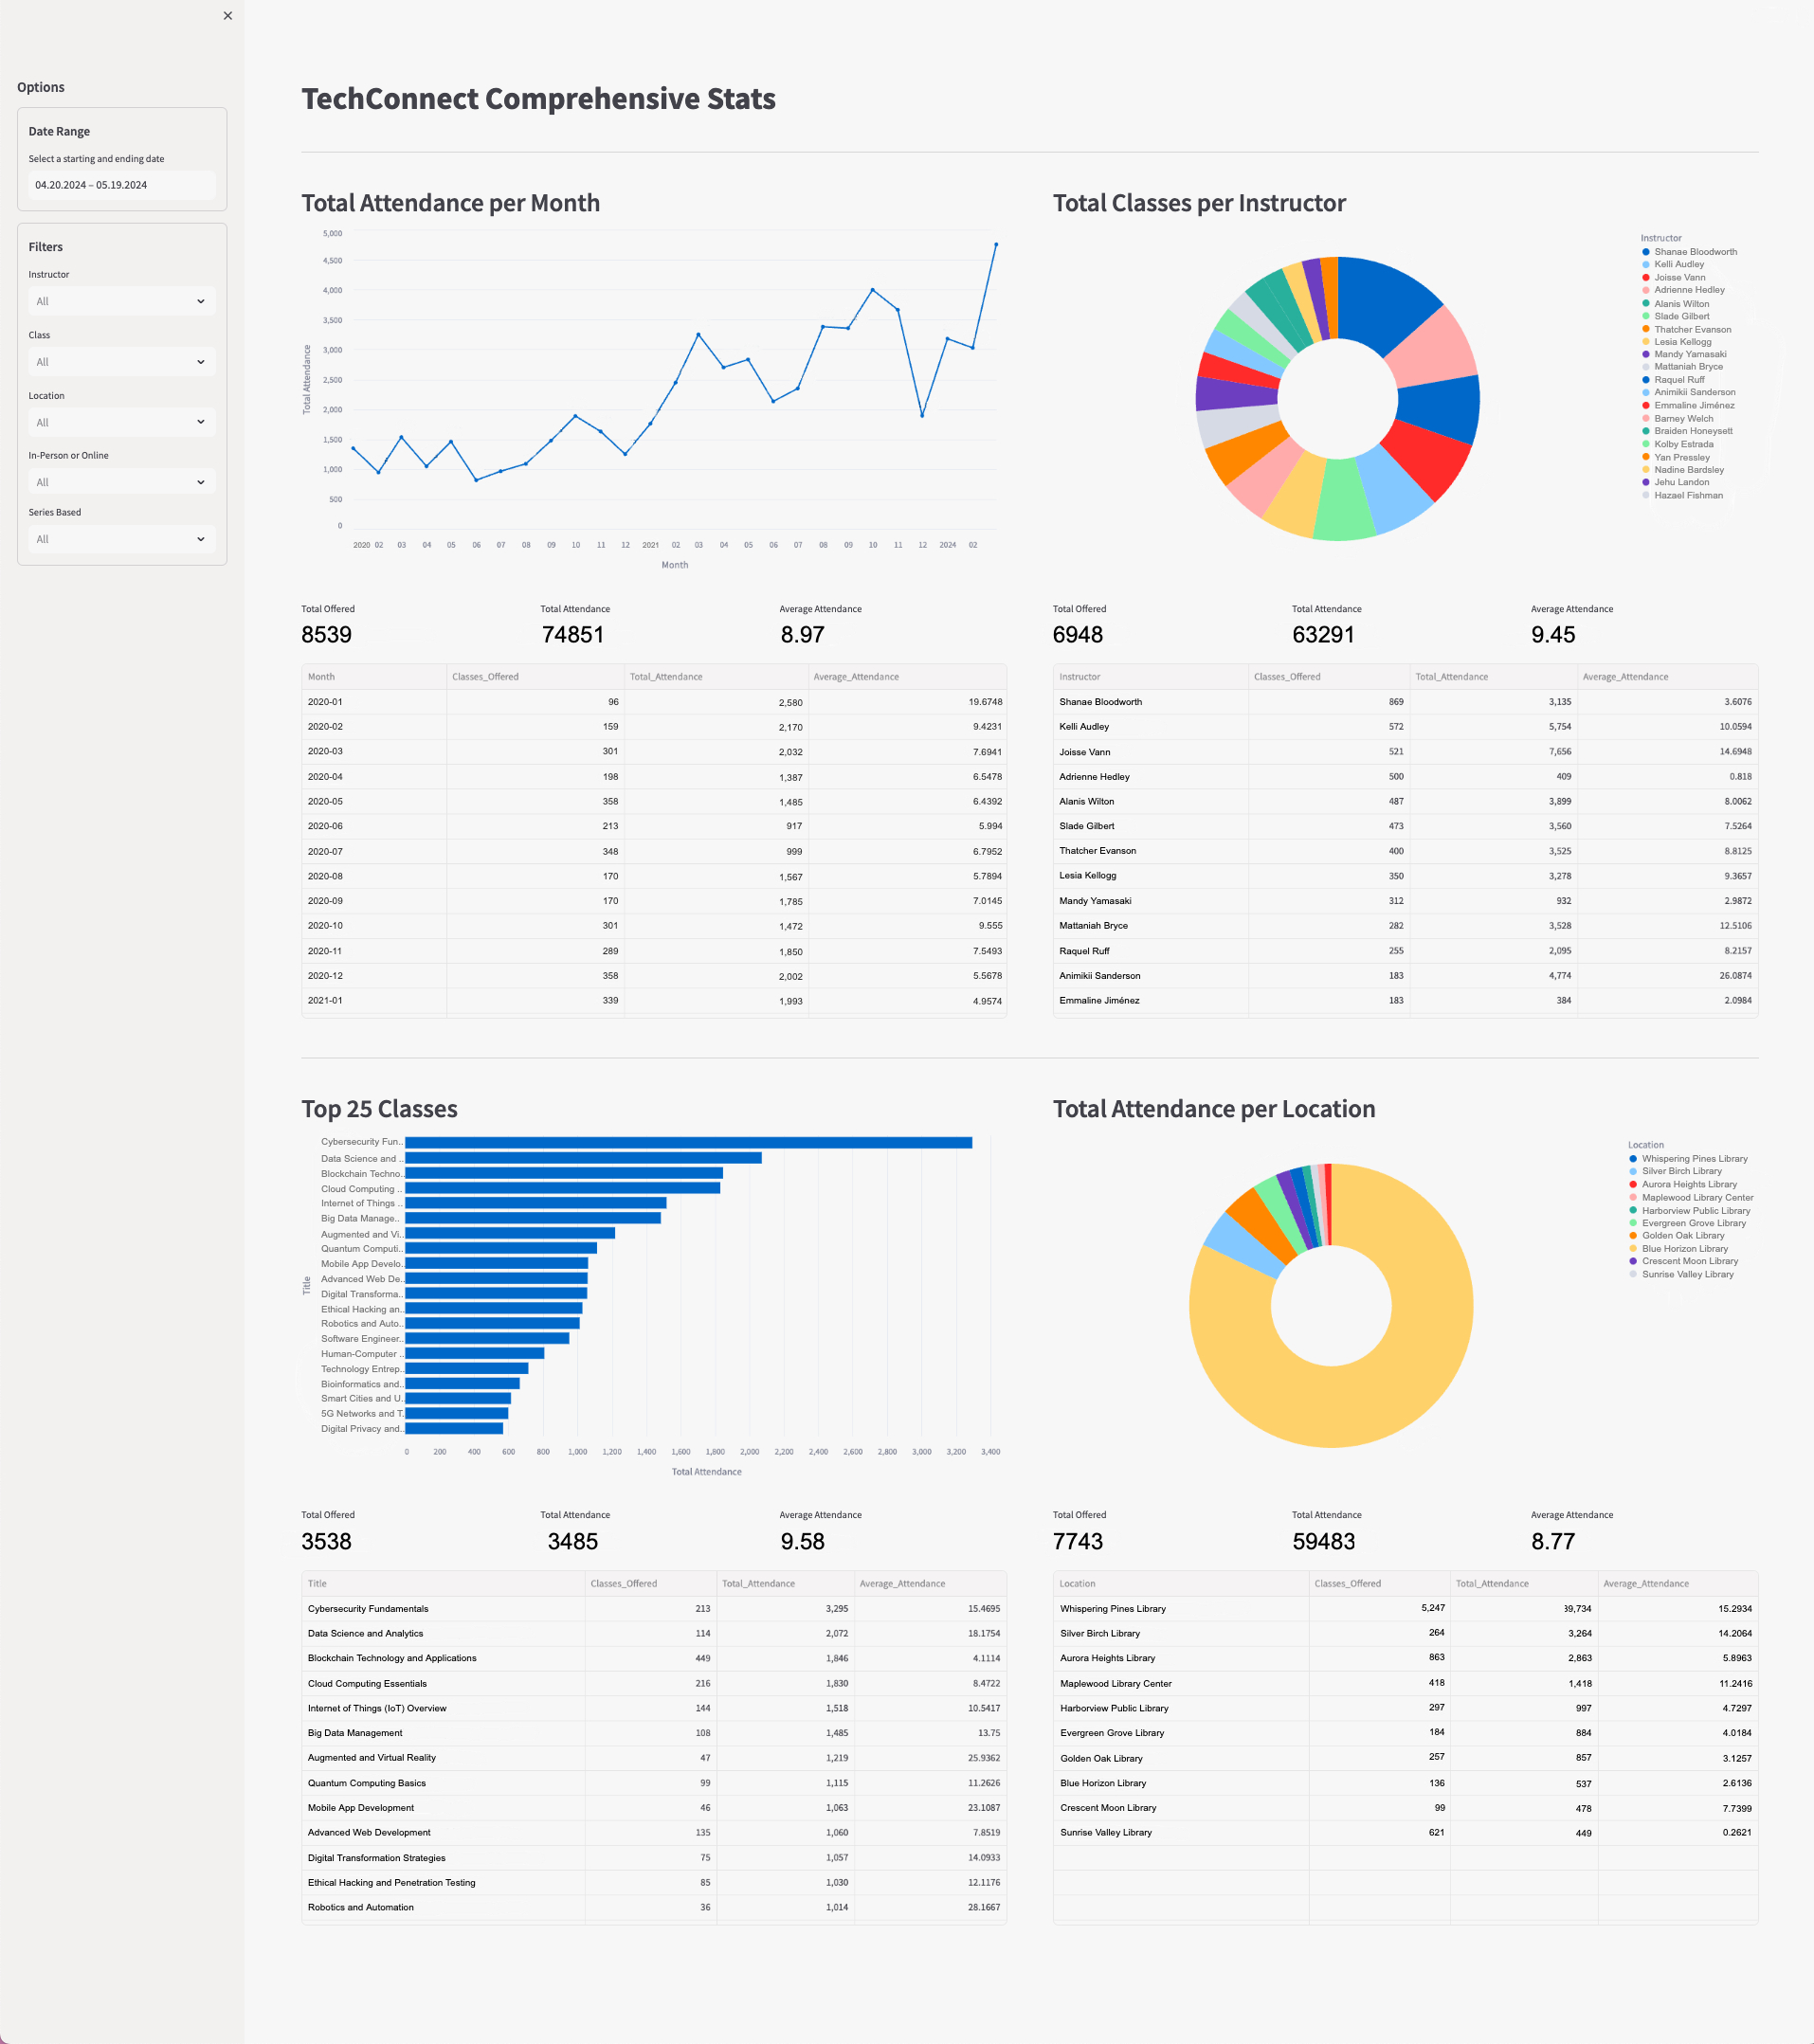 ×
Options
Date Range
Select a starting and ending date
04.20.2024 – 05.19.2024
Filters
Instructor
All
Class
All
Location
All
In-Person or Online
All
Series Based
All
TechConnect Comprehensive Stats
Total Attendance per Month
5,000
4,500
4,000
3,500
3,000
2,500
2,000
1,500
1,000
500
0
Total Attendance
2020 02 03 04 05 06 07 08 09 10 11 12 2021 02 03 04 05 06 07 08 09 10 11 12 2024 02
Month
Total Offered Total Attendance Average Attendance
8539 74851 8.97
Month Classes_Offered Total_Attendance Average_Attendance
2020-01 96 2,580 19.6748
2020-02 159 2,170 9.4231
2020-03 301 2,032 7.6941
2020-04 198 1,387 6.5478
2020-05 358 1,485 6.4392
2020-06 213 917 5.994
2020-07 348 999 6.7952
2020-08 170 1,567 5.7894
2020-09 170 1,785 7.0145
2020-10 301 1,472 9.555
2020-11 289 1,850 7.5493
2020-12 358 2,002 5.5678
2021-01 339 1,993 4.9574
Total Classes per Instructor
Instructor
Shanae Bloodworth
Kelli Audley
Joisse Vann
Adrienne Hedley
Alanis Wilton
Slade Gilbert
Thatcher Evanson
Lesia Kellogg
Mandy Yamasaki
Mattaniah Bryce
Raquel Ruff
Animikii Sanderson
Emmaline Jiménez
Barney Welch
Braiden Honeysett
Kolby Estrada
Yan Pressley
Nadine Bardsley
Jehu Landon
Hazael Fishman
Total Offered Total Attendance Average Attendance
6948 63291 9.45
Instructor Classes_Offered Total_Attendance Average_Attendance
Shanae Bloodworth 869 3,135 3.6076
Kelli Audley 572 5,754 10.0594
Joisse Vann 521 7,656 14.6948
Adrienne Hedley 500 409 0.818
Alanis Wilton 487 3,899 8.0062
Slade Gilbert 473 3,560 7.5264
Thatcher Evanson 400 3,525 8.8125
Lesia Kellogg 350 3,278 9.3657
Mandy Yamasaki 312 932 2.9872
Mattaniah Bryce 282 3,528 12.5106
Raquel Ruff 255 2,095 8.2157
Animikii Sanderson 183 4,774 26.0874
Emmaline Jiménez 183 384 2.0984
Top 25 Classes
Title
Cybersecurity Fun..
Data Science and ..
Blockchain Techno..
Cloud Computing ..
Internet of Things ..
Big Data Manage..
Augmented and Vi..
Quantum Computi..
Mobile App Develo..
Advanced Web De..
Digital Transforma..
Ethical Hacking an..
Robotics and Auto..
Software Engineer..
Human-Computer ..
Technology Entrep..
Bioinformatics and..
Smart Cities and U..
5G Networks and T..
Digital Privacy and..
0 200 400 600 800 1,000 1,200 1,400 1,600 1,800 2,000 2,200 2,400 2,600 2,800 3,000 3,200 3,400
Total Attendance
Total Offered Total Attendance Average Attendance
3538 3485 9.58
Title Classes_Offered Total_Attendance Average_Attendance
Cybersecurity Fundamentals 213 3,295 15.4695
Data Science and Analytics 114 2,072 18.1754
Blockchain Technology and Applications 449 1,846 4.1114
Cloud Computing Essentials 216 1,830 8.4722
Internet of Things (IoT) Overview 144 1,518 10.5417
Big Data Management 108 1,485 13.75
Augmented and Virtual Reality 47 1,219 25.9362
Quantum Computing Basics 99 1,115 11.2626
Mobile App Development 46 1,063 23.1087
Advanced Web Development 135 1,060 7.8519
Digital Transformation Strategies 75 1,057 14.0933
Ethical Hacking and Penetration Testing 85 1,030 12.1176
Robotics and Automation 36 1,014 28.1667
Total Attendance per Location
Location
Whispering Pines Library
Silver Birch Library
Aurora Heights Library
Maplewood Library Center
Harborview Public Library
Evergreen Grove Library
Golden Oak Library
Blue Horizon Library
Crescent Moon Library
Sunrise Valley Library
Total Offered Total Attendance Average Attendance
7743 59483 8.77
Location Classes_Offered Total_Attendance Average_Attendance
Whispering Pines Library 5,247 39,734 15.2934
Silver Birch Library 264 3,264 14.2064
Aurora Heights Library 863 2,863 5.8963
Maplewood Library Center 418 1,418 11.2416
Harborview Public Library 297 997 4.7297
Evergreen Grove Library 184 884 4.0184
Golden Oak Library 257 857 3.1257
Blue Horizon Library 136 537 2.6136
Crescent Moon Library 99 478 7.7399
Sunrise Valley Library 621 449 0.2621